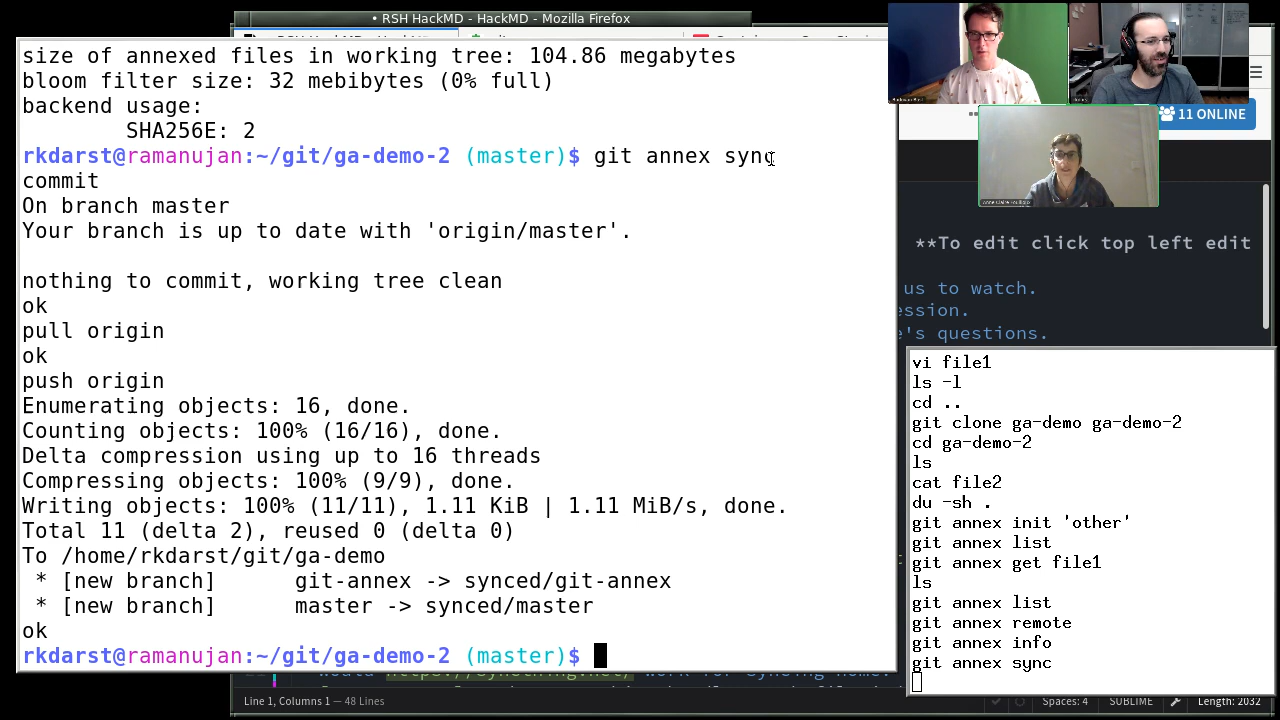 • RSH HackMD - HackMD - Mozilla Firefox
size of annexed files in working tree: 104.86 megabytes
bloom filter size: 32 mebibytes (0% full)
backend usage:
SHA256E: 2
rkdarst@ramanujan:~/git/ga-demo-2 (master)$ git annex sync
commit
On branch master
Your branch is up to date with 'origin/master'.
nothing to commit, working tree clean
ok
pull origin
ok
push origin
Enumerating objects: 16, done.
Counting objects: 100% (16/16), done.
Delta compression using up to 16 threads
Compressing objects: 100% (9/9), done.
Writing objects: 100% (11/11), 1.11 KiB | 1.11 MiB/s, done.
Total 11 (delta 2), reused 0 (delta 0)
To /home/rkdarst/git/ga-demo
* [new branch] git-annex -> synced/git-annex
* [new branch] master -> synced/master
ok
rkdarst@ramanujan:~/git/ga-demo-2 (master)$
11 ONLINE
**To edit click top left edit
us to watch.
ession.
e's questions.
vi file1
ls -l
cd ..
git clone ga-demo ga-demo-2
cd ga-demo-2
ls
cat file2
du -sh .
git annex init 'other'
git annex list
git annex get file1
ls
git annex list
git annex remote
git annex info
git annex sync
Line 1, Columns 1 — 48 Lines
Spaces: 4
SUBLIME
Length: 2032